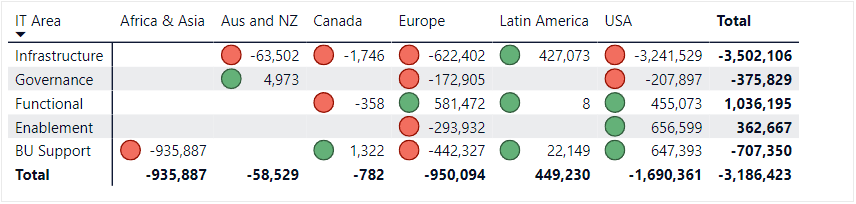 IT Area Africa & Asia Aus and NZ Canada Europe Latin America USA Total
Infrastructure -63,502 -1,746 -622,402 427,073 -3,241,529 -3,502,106
Governance 4,973 -172,905 -207,897 -375,829
Functional -358 581,472 8 455,073 1,036,195
Enablement -293,932 656,599 362,667
BU Support -935,887 1,322 -442,327 22,149 647,393 -707,350
Total -935,887 -58,529 -782 -950,094 449,230 -1,690,361 -3,186,423